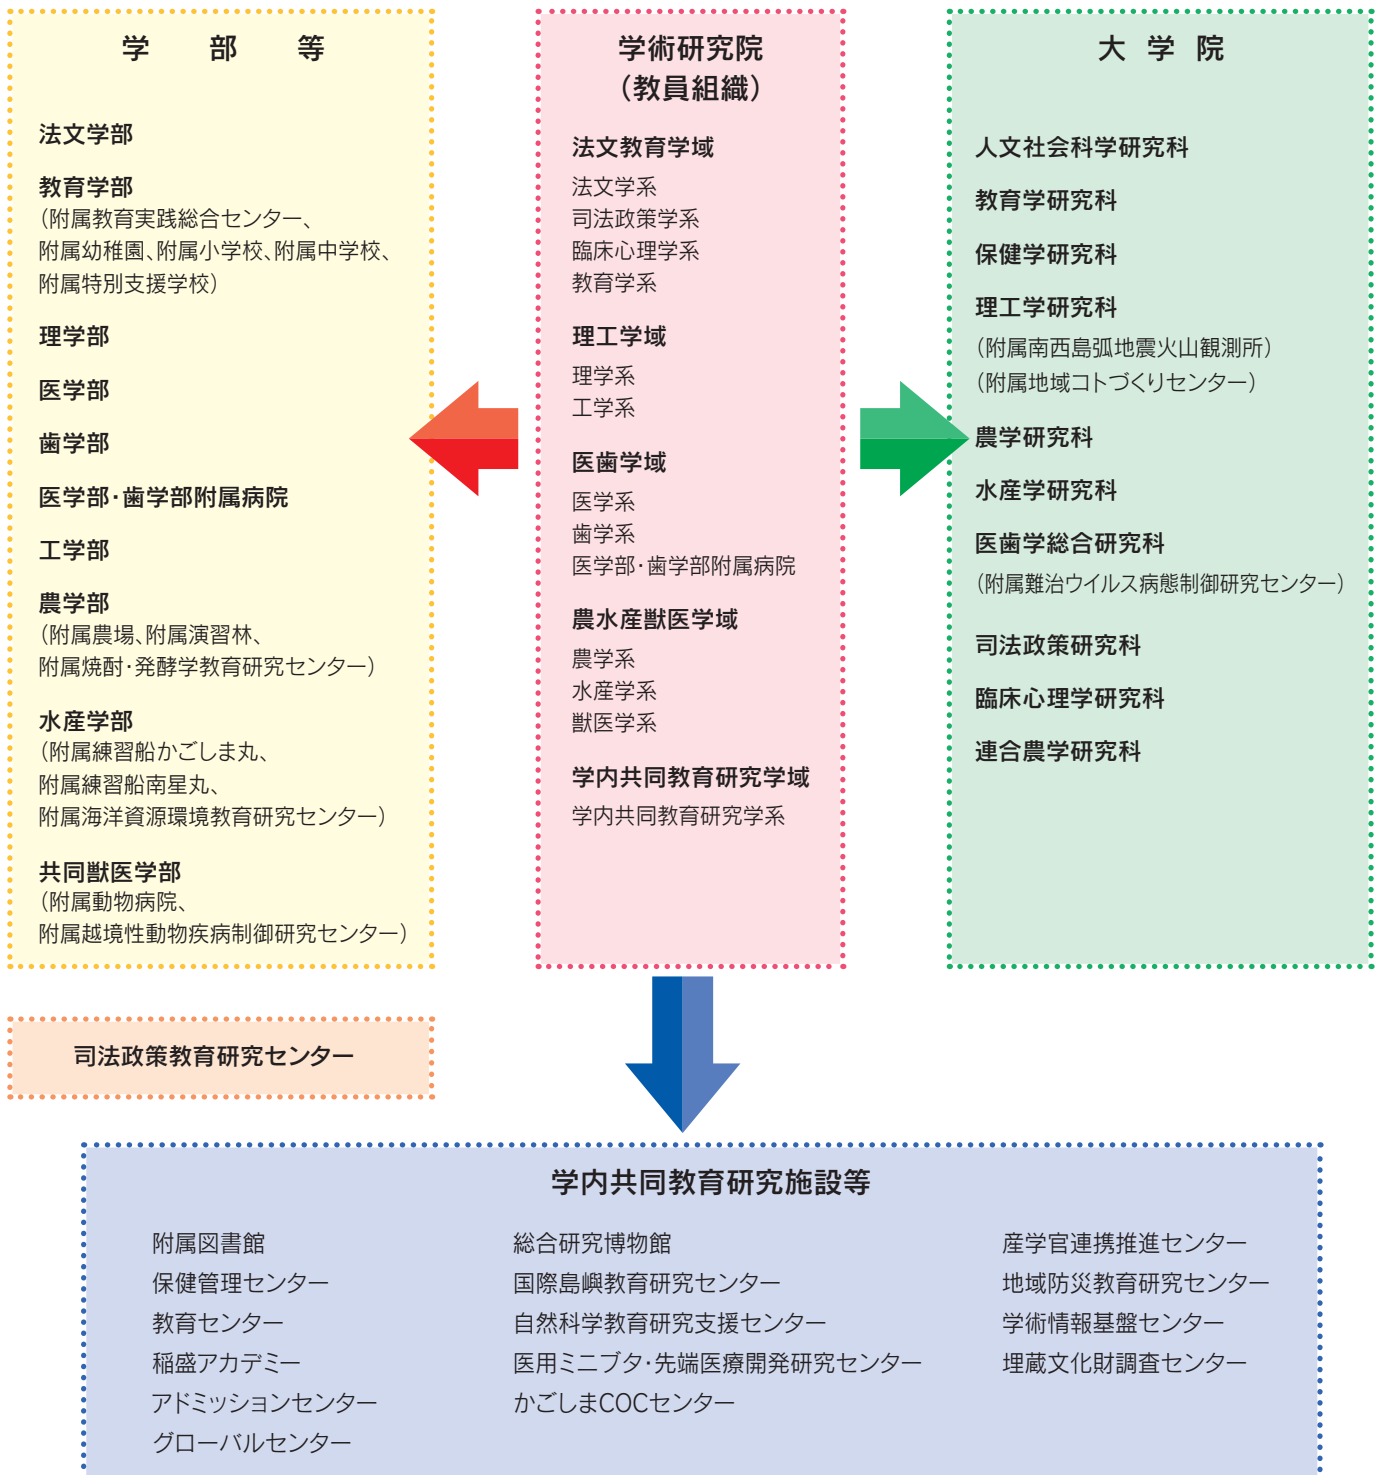 学 部 等
法文学部
教育学部
（附属教育実践総合センター、
附属幼稚園、附属小学校、附属中学校、
附属特別支援学校）
理学部
医学部
歯学部
医学部・歯学部附属病院
工学部
農学部
（附属農場、附属演習林、
附属焼酎・発酵学教育研究センター）
水産学部
（附属練習船かごしま丸、
附属練習船南星丸、
附属海洋資源環境教育研究センター）
共同獣医学部
（附属動物病院、
附属越境性動物疾病制御研究センター）
学術研究院
（教員組織）
法文教育学域
法文学系
司法政策学系
臨床心理学系
教育学系
理工学域
理学系
工学系
医歯学域
医学系
歯学系
医学部・歯学部附属病院
農水産獣医学域
農学系
水産学系
獣医学系
学内共同教育研究学域
学内共同教育研究学系
大 学 院
人文社会科学研究科
教育学研究科
保健学研究科
理工学研究科
（附属南西島弧地震火山観測所）
（附属地域コトづくりセンター）
農学研究科
水産学研究科
医歯学総合研究科
（附属難治ウイルス病態制御研究センター）
司法政策研究科
臨床心理学研究科
連合農学研究科
司法政策教育研究センター
学内共同教育研究施設等
附属図書館
保健管理センター
教育センター
稲盛アカデミー
アドミッションセンター
グローバルセンター
総合研究博物館
国際島嶼教育研究センター
自然科学教育研究支援センター
医用ミニブタ・先端医療開発研究センター
かごしまCOCセンター
産学官連携推進センター
地域防災教育研究センター
学術情報基盤センター
埋蔵文化財調査センター